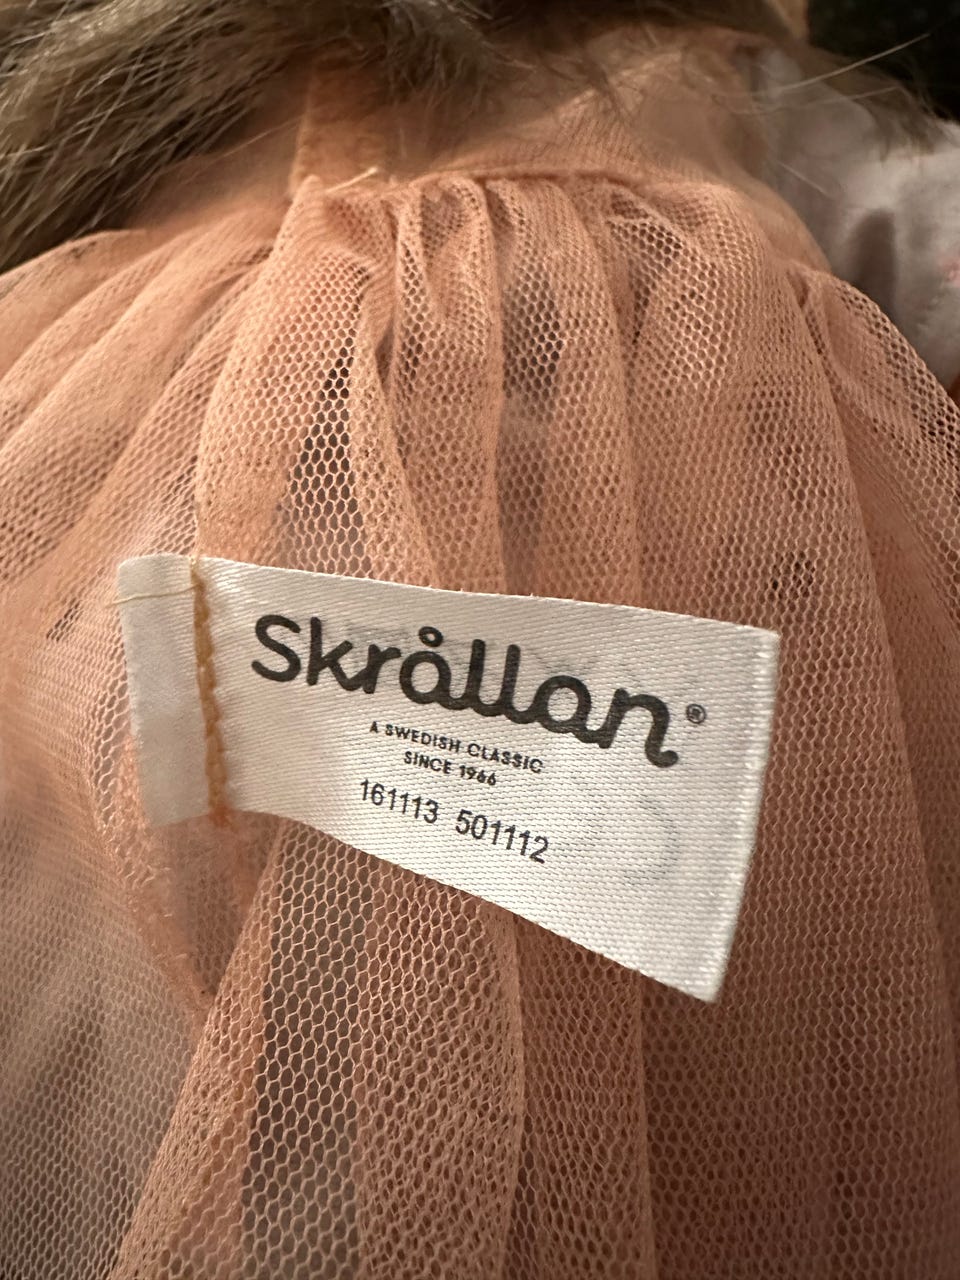 Skrållan®
A SWEDISH CLASSIC
SINCE 1966
161113 501112